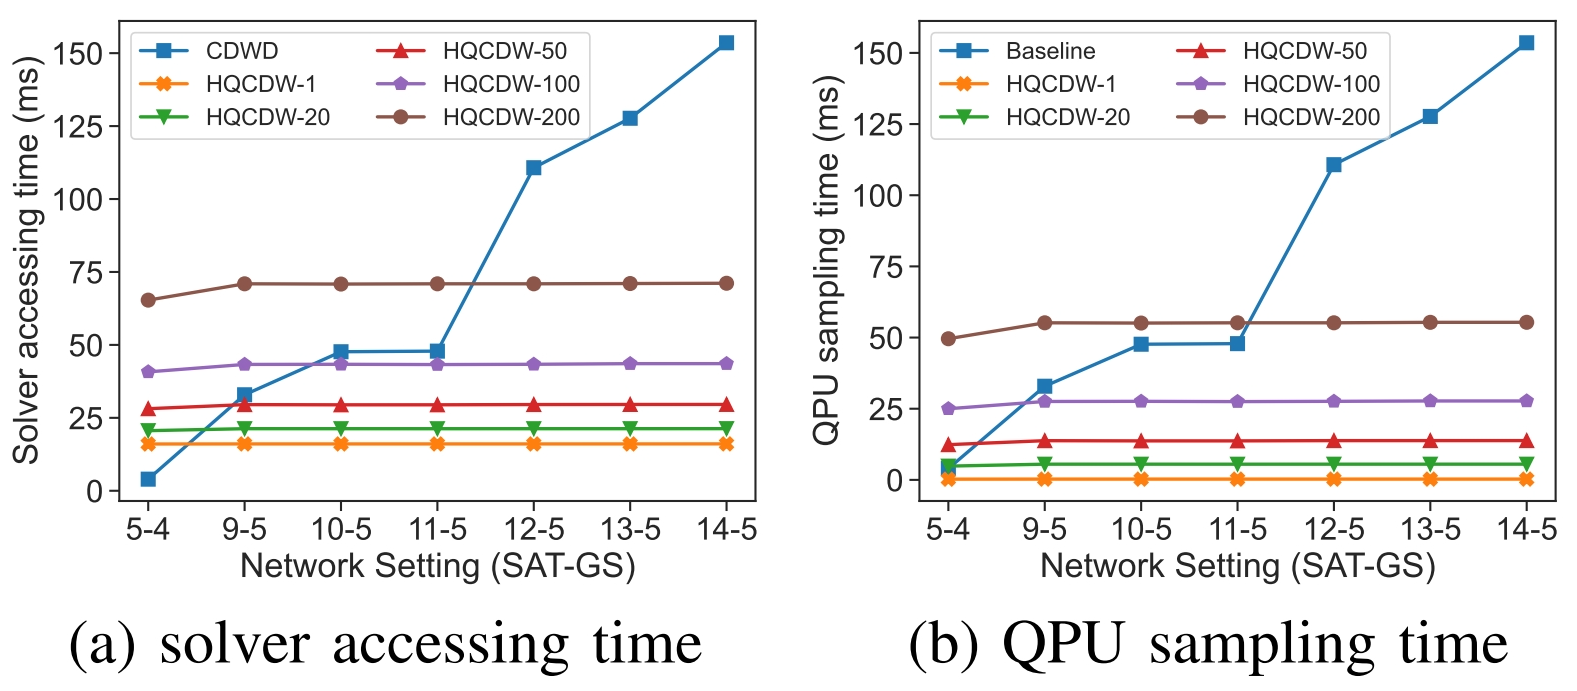 CDWD
HQCDW-1
HQCDW-20
HQCDW-50
HQCDW-100
HQCDW-200
Solver accessing time (ms)
150
125
100
75
50
25
0
5-4 9-5 10-5 11-5 12-5 13-5 14-5
Network Setting (SAT-GS)
(a) solver accessing time
Baseline
HQCDW-1
HQCDW-20
HQCDW-50
HQCDW-100
HQCDW-200
QPU sampling time (ms)
150
125
100
75
50
25
0
5-4 9-5 10-5 11-5 12-5 13-5 14-5
Network Setting (SAT-GS)
(b) QPU sampling time